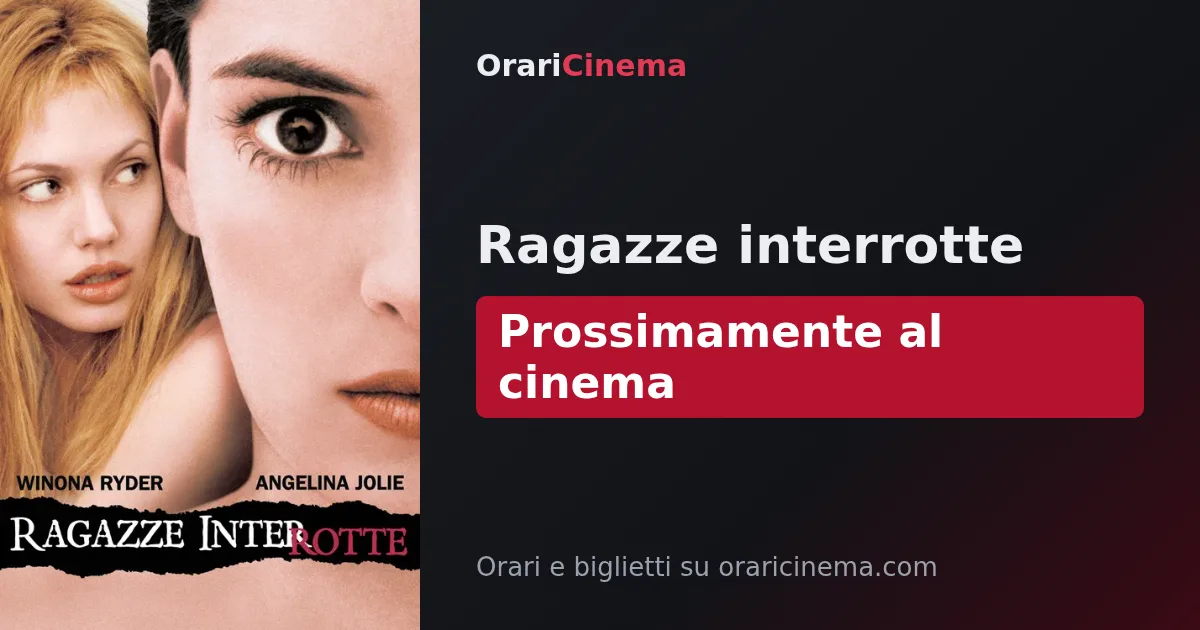 WINONA RYDER
ANGELINA JOLIE
RAGAZZE INTERROTTE
OrariCinema
Ragazze interrotte
Prossimamente al
cinema
Orari e biglietti su oraricinema.com